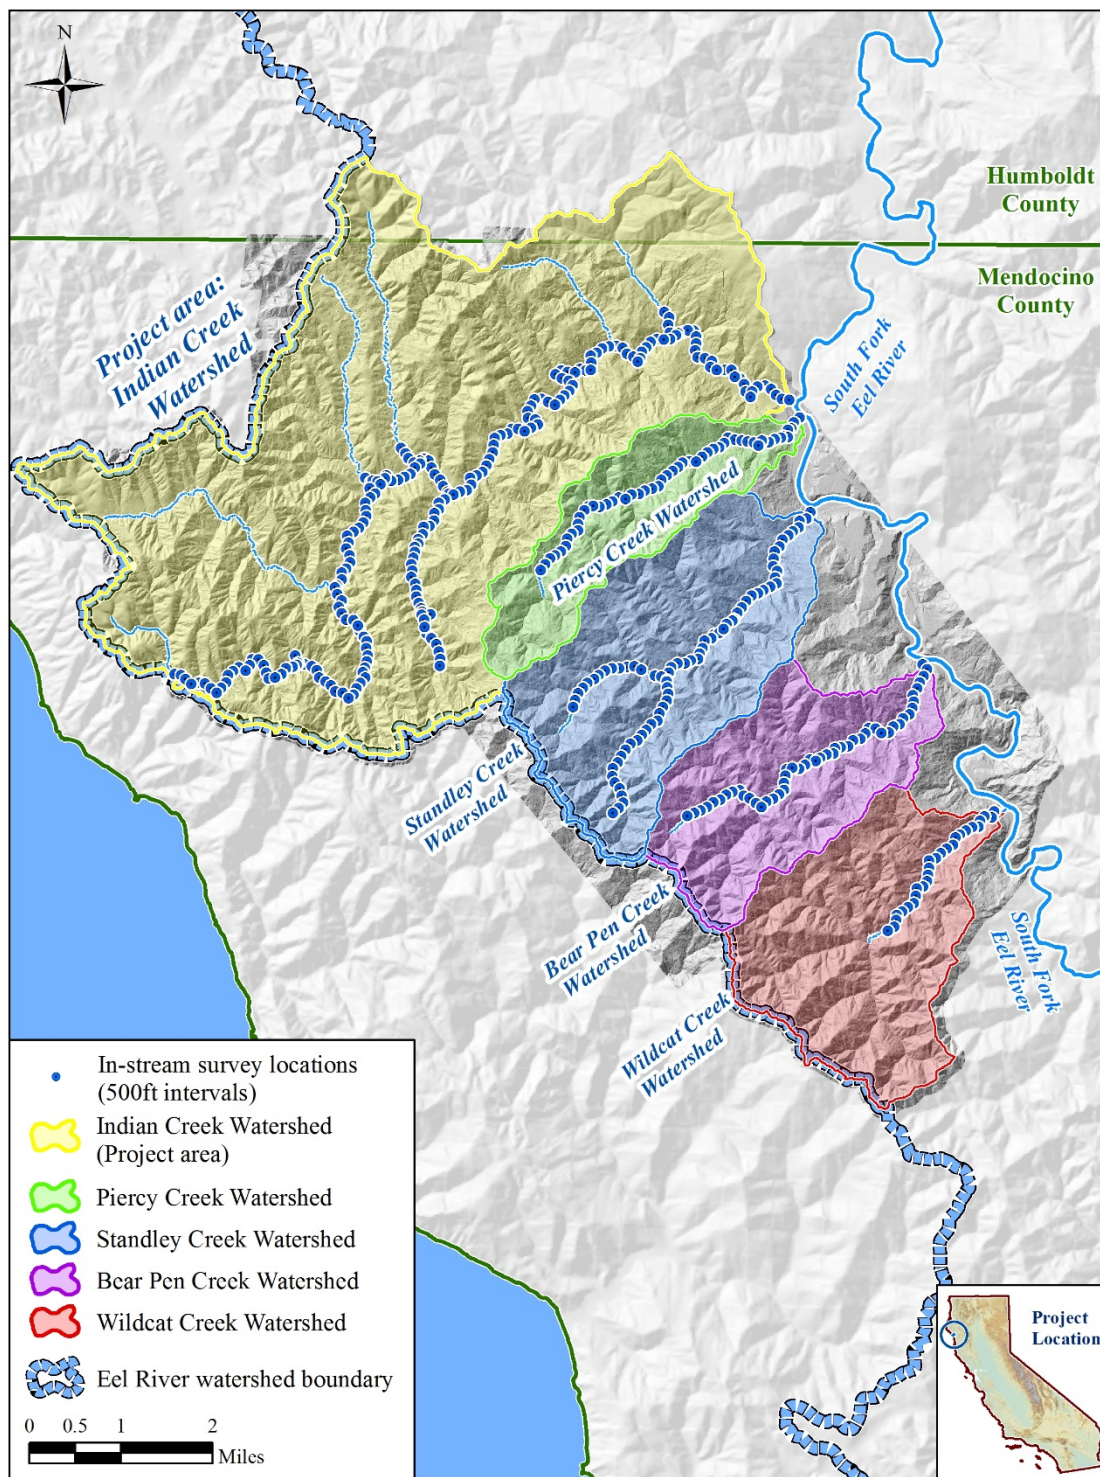 N
Humboldt
County
Mendocino
County
Project area:
Indian Creek
Watershed
South Fork
Eel River
Piercy Creek Watershed
Standley Creek
Watershed
Bear Pen Creek
Watershed
Wildcat Creek
Watershed
South Fork
Eel River
In-stream survey locations
(500ft intervals)
Indian Creek Watershed
(Project area)
Piercy Creek Watershed
Standley Creek Watershed
Bear Pen Creek Watershed
Wildcat Creek Watershed
Eel River watershed boundary
0 0.5 1 2
Miles
Project
Location